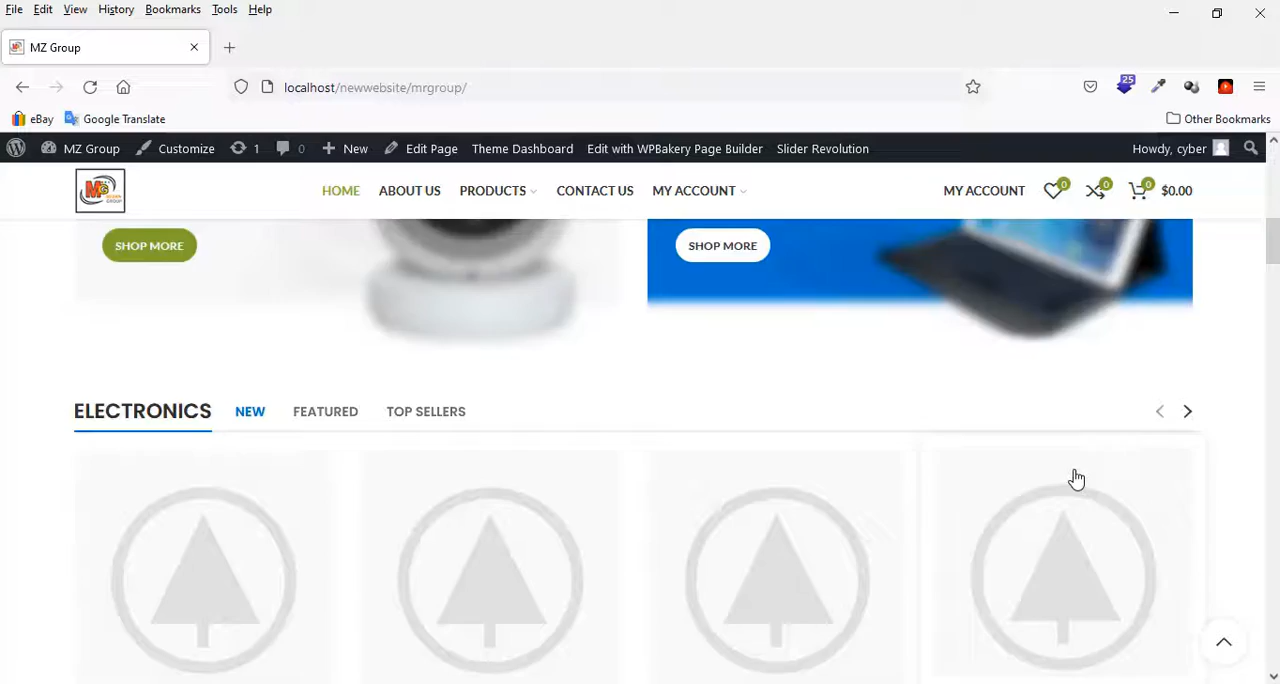 File Edit View History Bookmarks Tools Help
MZ Group
localhost/newwebsite/mrgroup/
25
eBay Google Translate Other Bookmarks
MZ Group Customize 1 0 New Edit Page Theme Dashboard Edit with WPBakery Page Builder Slider Revolution Howdy, cyber
HOME ABOUT US PRODUCTS CONTACT US MY ACCOUNT MY ACCOUNT 0 0 0 $0.00
SHOP MORE SHOP MORE
ELECTRONICS NEW FEATURED TOP SELLERS